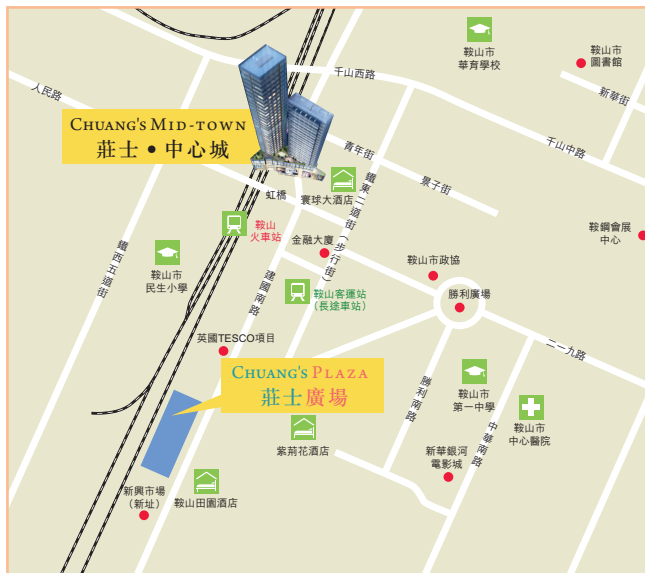 鞍山市
華育學校
鞍山市
圖書館
千山西路
人民路
新華街
CHUANG'S MID-TOWN
莊士•中心城
青年街
千山中路
景子街
虹橋
寰球大酒店
鐵東二道街(步行街)
鞍山
火車站
金融大廈
鞍鋼會展
中心
鐵西五道街
鞍山市
民生小學
建國南路
鞍山市政協
鞍山客運站
(長途車站)
勝利廣場
英國TESCO項目
二一九路
CHUANG'S PLAZA
莊士廣場
勝利南路
鞍山市
第一中學
鞍山市
中心醫院
中華南路
紫荊花酒店
新華銀河
電影城
新興市場
(新址)
鞍山田園酒店